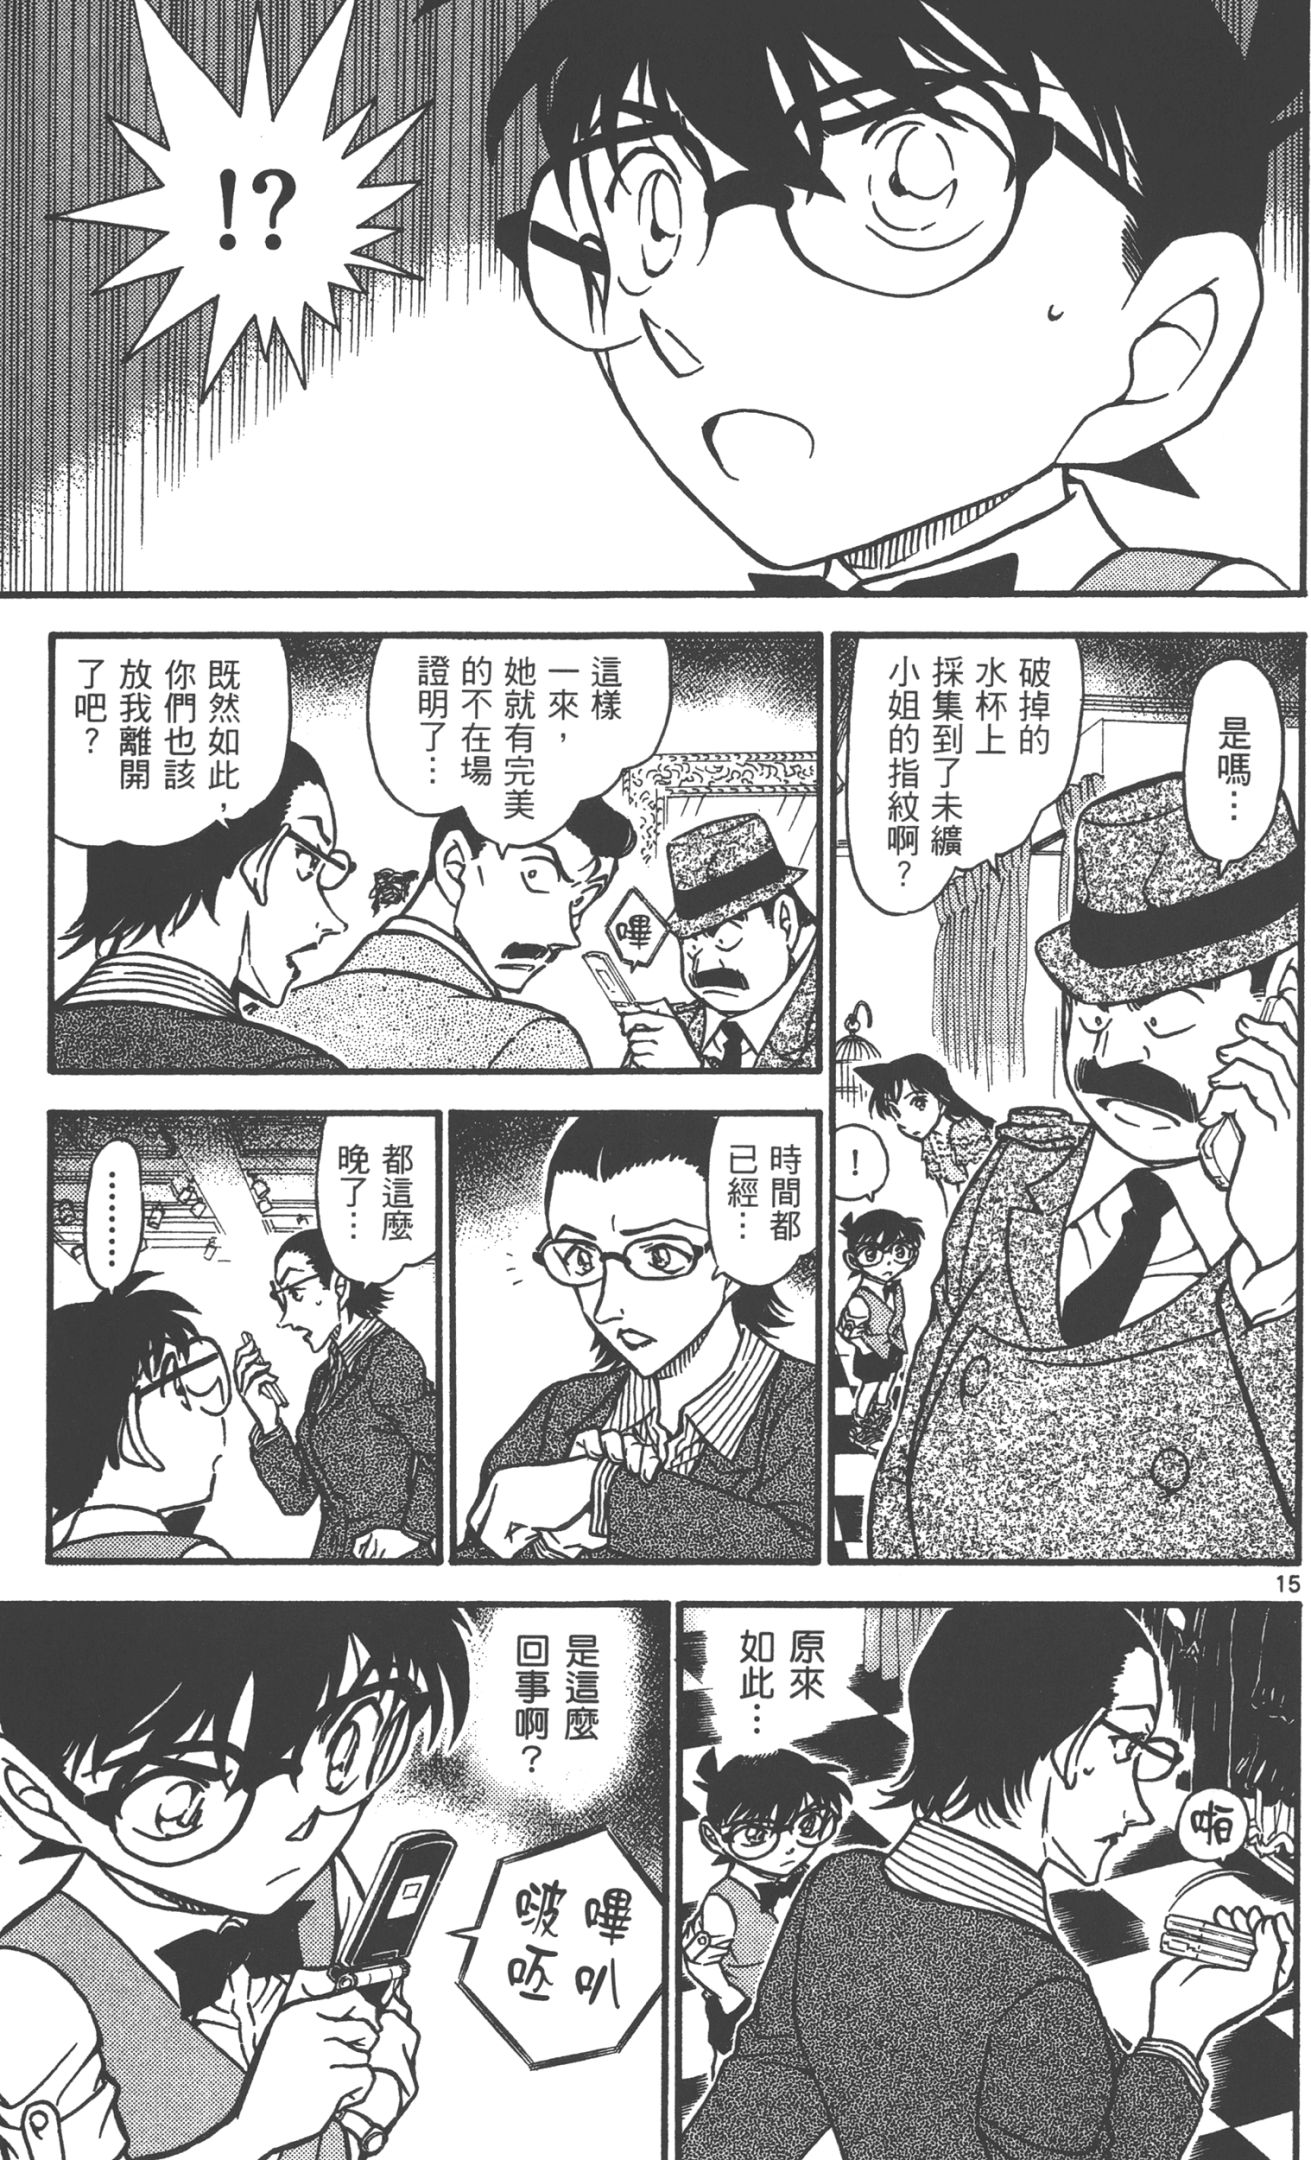 !?
是嗎…
破掉的
水杯上
採集到了未纊
小姐的指紋啊？
！
嗶
這樣
一來，
她就有完美
的不在場
證明了…
既然如此，
你們也該
放我離開
了吧？
時間都
已經…
都這麼
晚了…
………
15
原來
如此…
啪
是這麼
回事啊？
嗶叭
啵